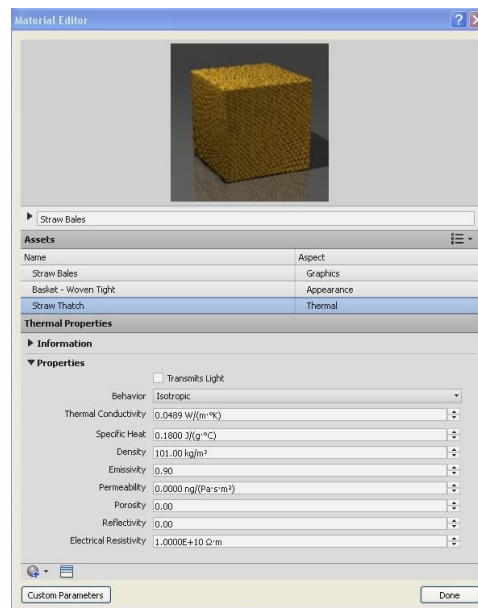 Material Editor
Straw Bales
Assets
Name Aspect
Straw Bales Graphics
Basket - Woven Tight Appearance
Straw Thatch Thermal
Thermal Properties
Information
Properties
Transmits Light
Behavior Isotropic
Thermal Conductivity 0.0489 W/(m·°K)
Specific Heat 0.1800 J/(g·°C)
Density 101.00 kg/m³
Emissivity 0.90
Permeability 0.0000 ng/(Pa·s·m²)
Porosity 0.00
Reflectivity 0.00
Electrical Resistivity 1.0000E+10 Ω·m
Custom Parameters Done